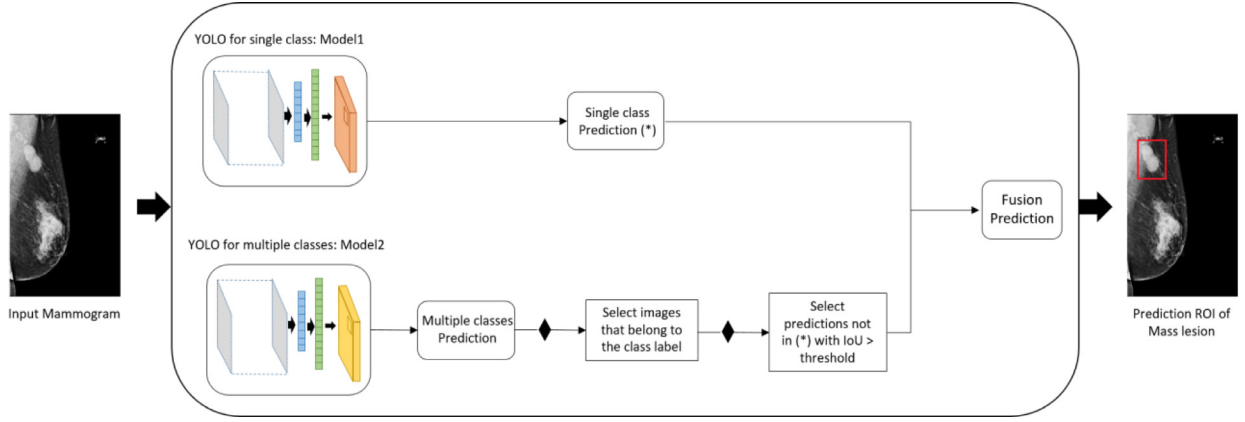 YOLO for single class: Model1
Single class
Prediction (*)
Fusion
Prediction
YOLO for multiple classes: Model2
Multiple classes
Prediction
Select images
that belong to
the class label
Select
predictions not
in (*) with IoU >
threshold
Input Mammogram
Prediction ROI of
Mass lesion